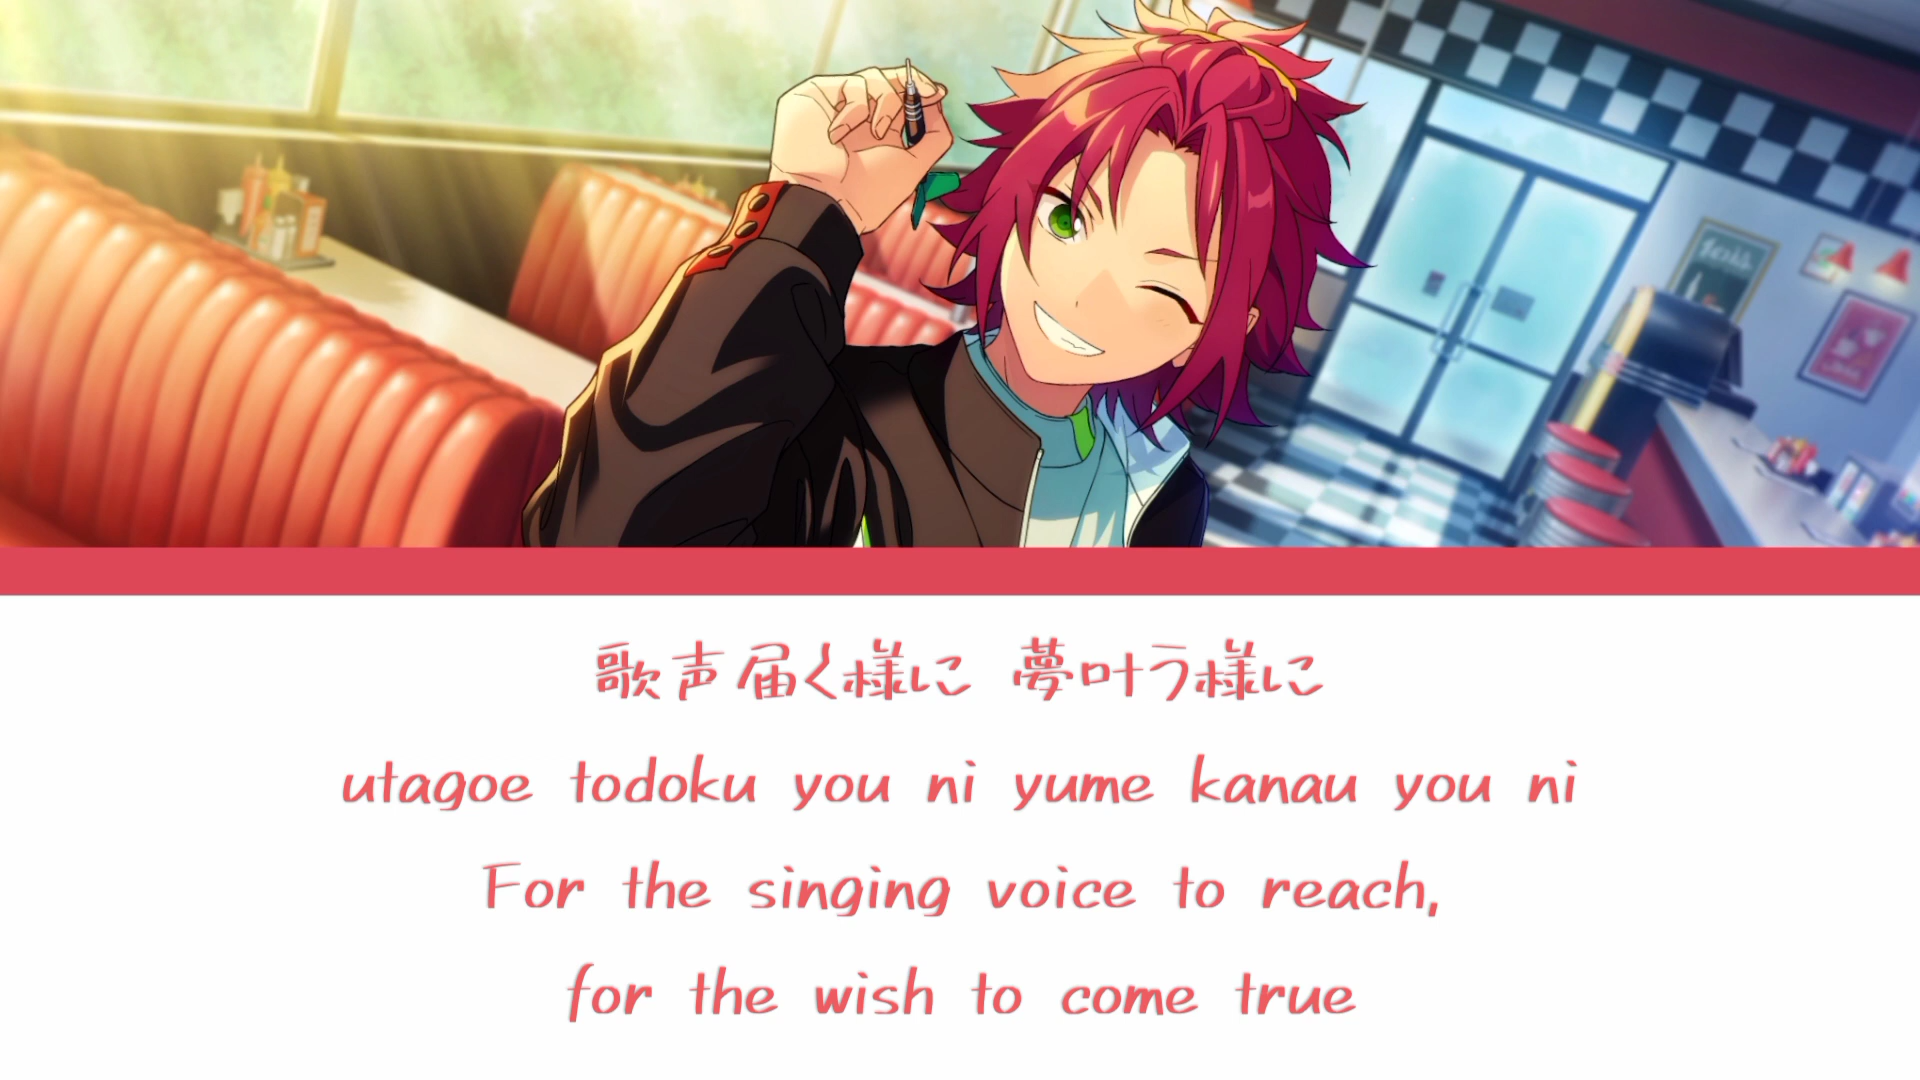 歌声届く様に 夢叶う様に
utagoe todoku you ni yume kanau you ni
For the singing voice to reach,
for the wish to come true